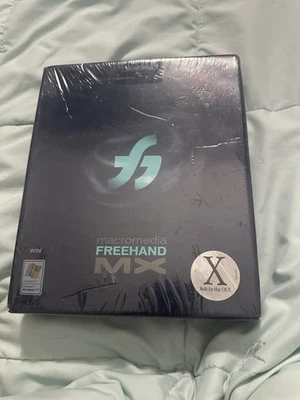 WIN
macromedia
FREEHAND
MX
X
Built for Mac OS X